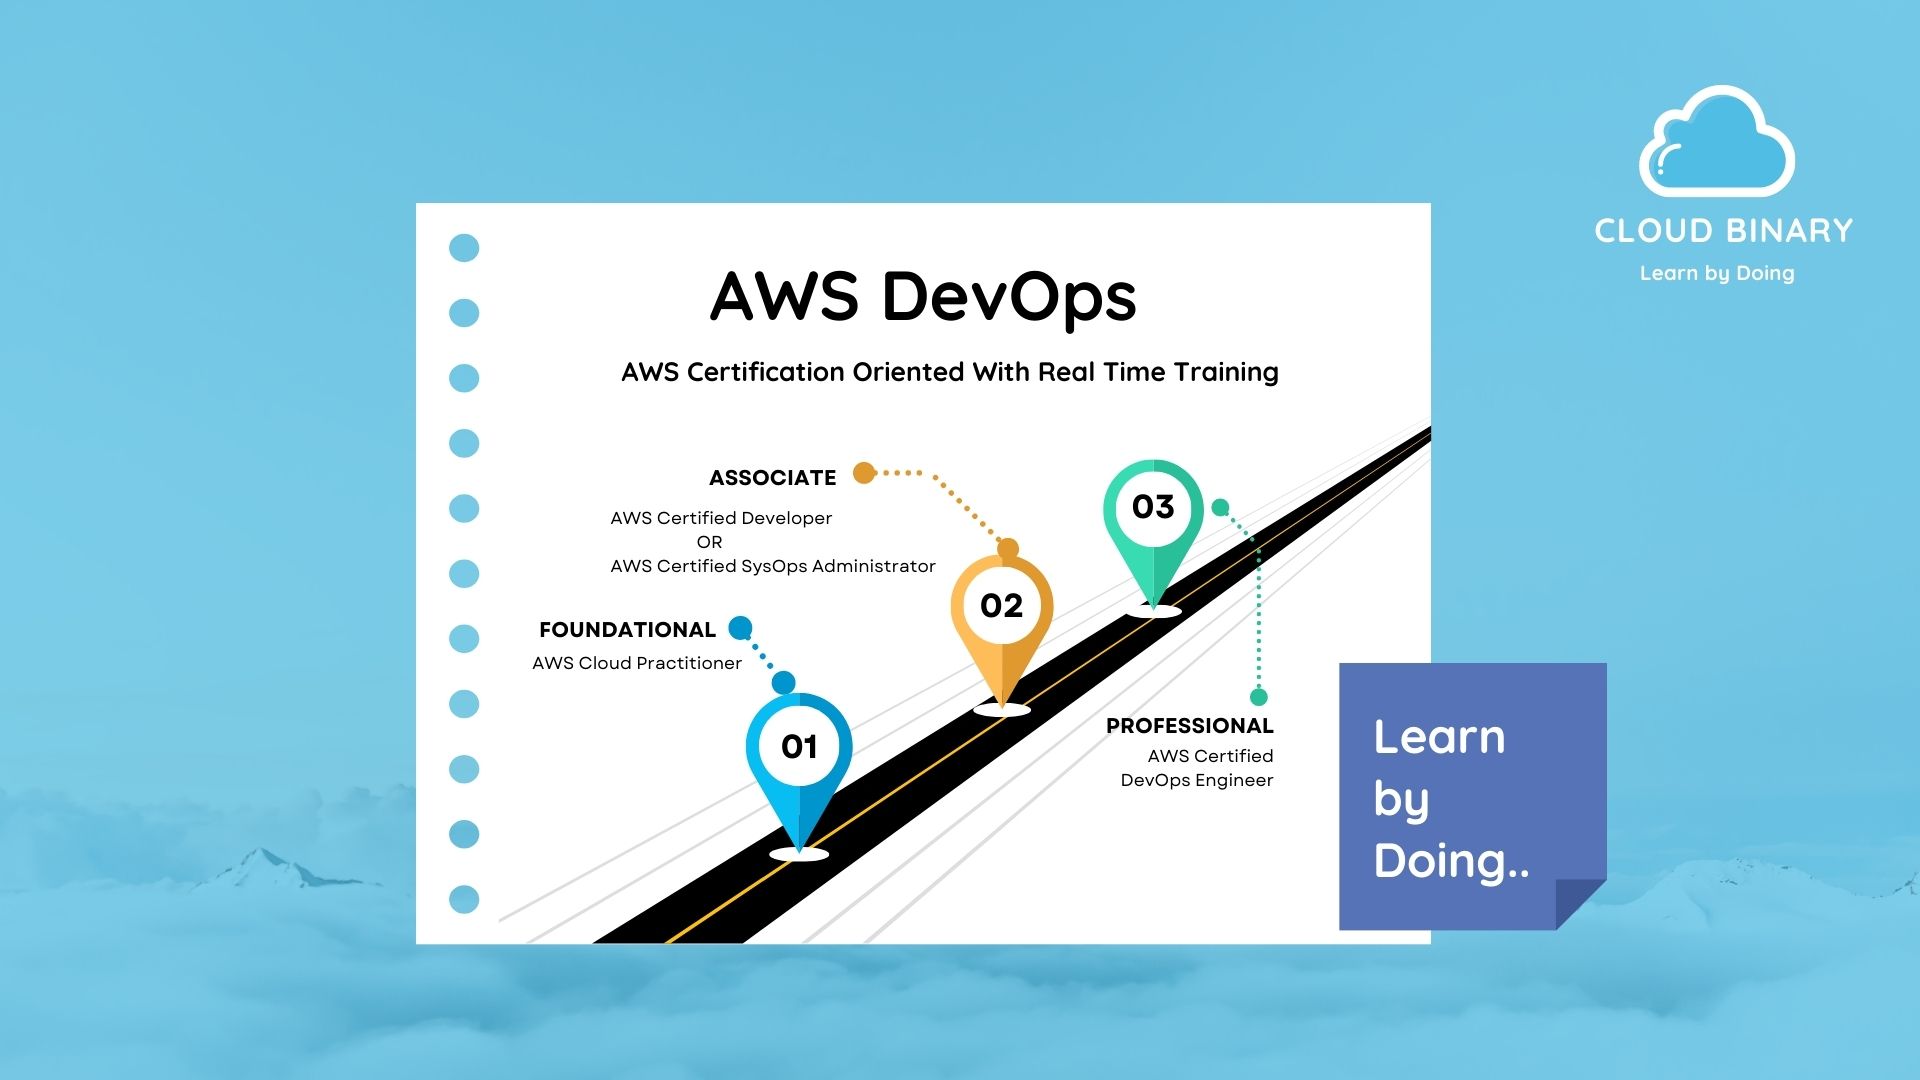 CLOUD BINARY
Learn by Doing
AWS DevOps
AWS Certification Oriented With Real Time Training
ASSOCIATE
AWS Certified Developer
OR
AWS Certified SysOps Administrator
03
02
FOUNDATIONAL
AWS Cloud Practitioner
01
PROFESSIONAL
AWS Certified
DevOps Engineer
Learn
by
Doing..